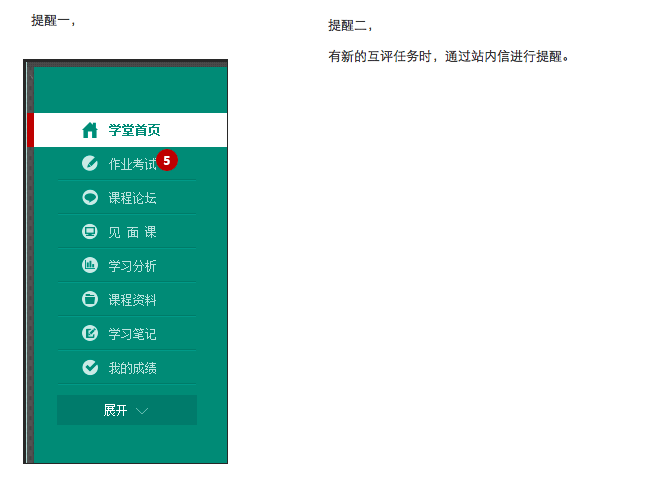 提醒一，
学堂首页
作业考试 5
课程论坛
见 面 课
学习分析
课程资料
学习笔记
我的成绩
展开
提醒二，
有新的互评任务时，通过站内信进行提醒。